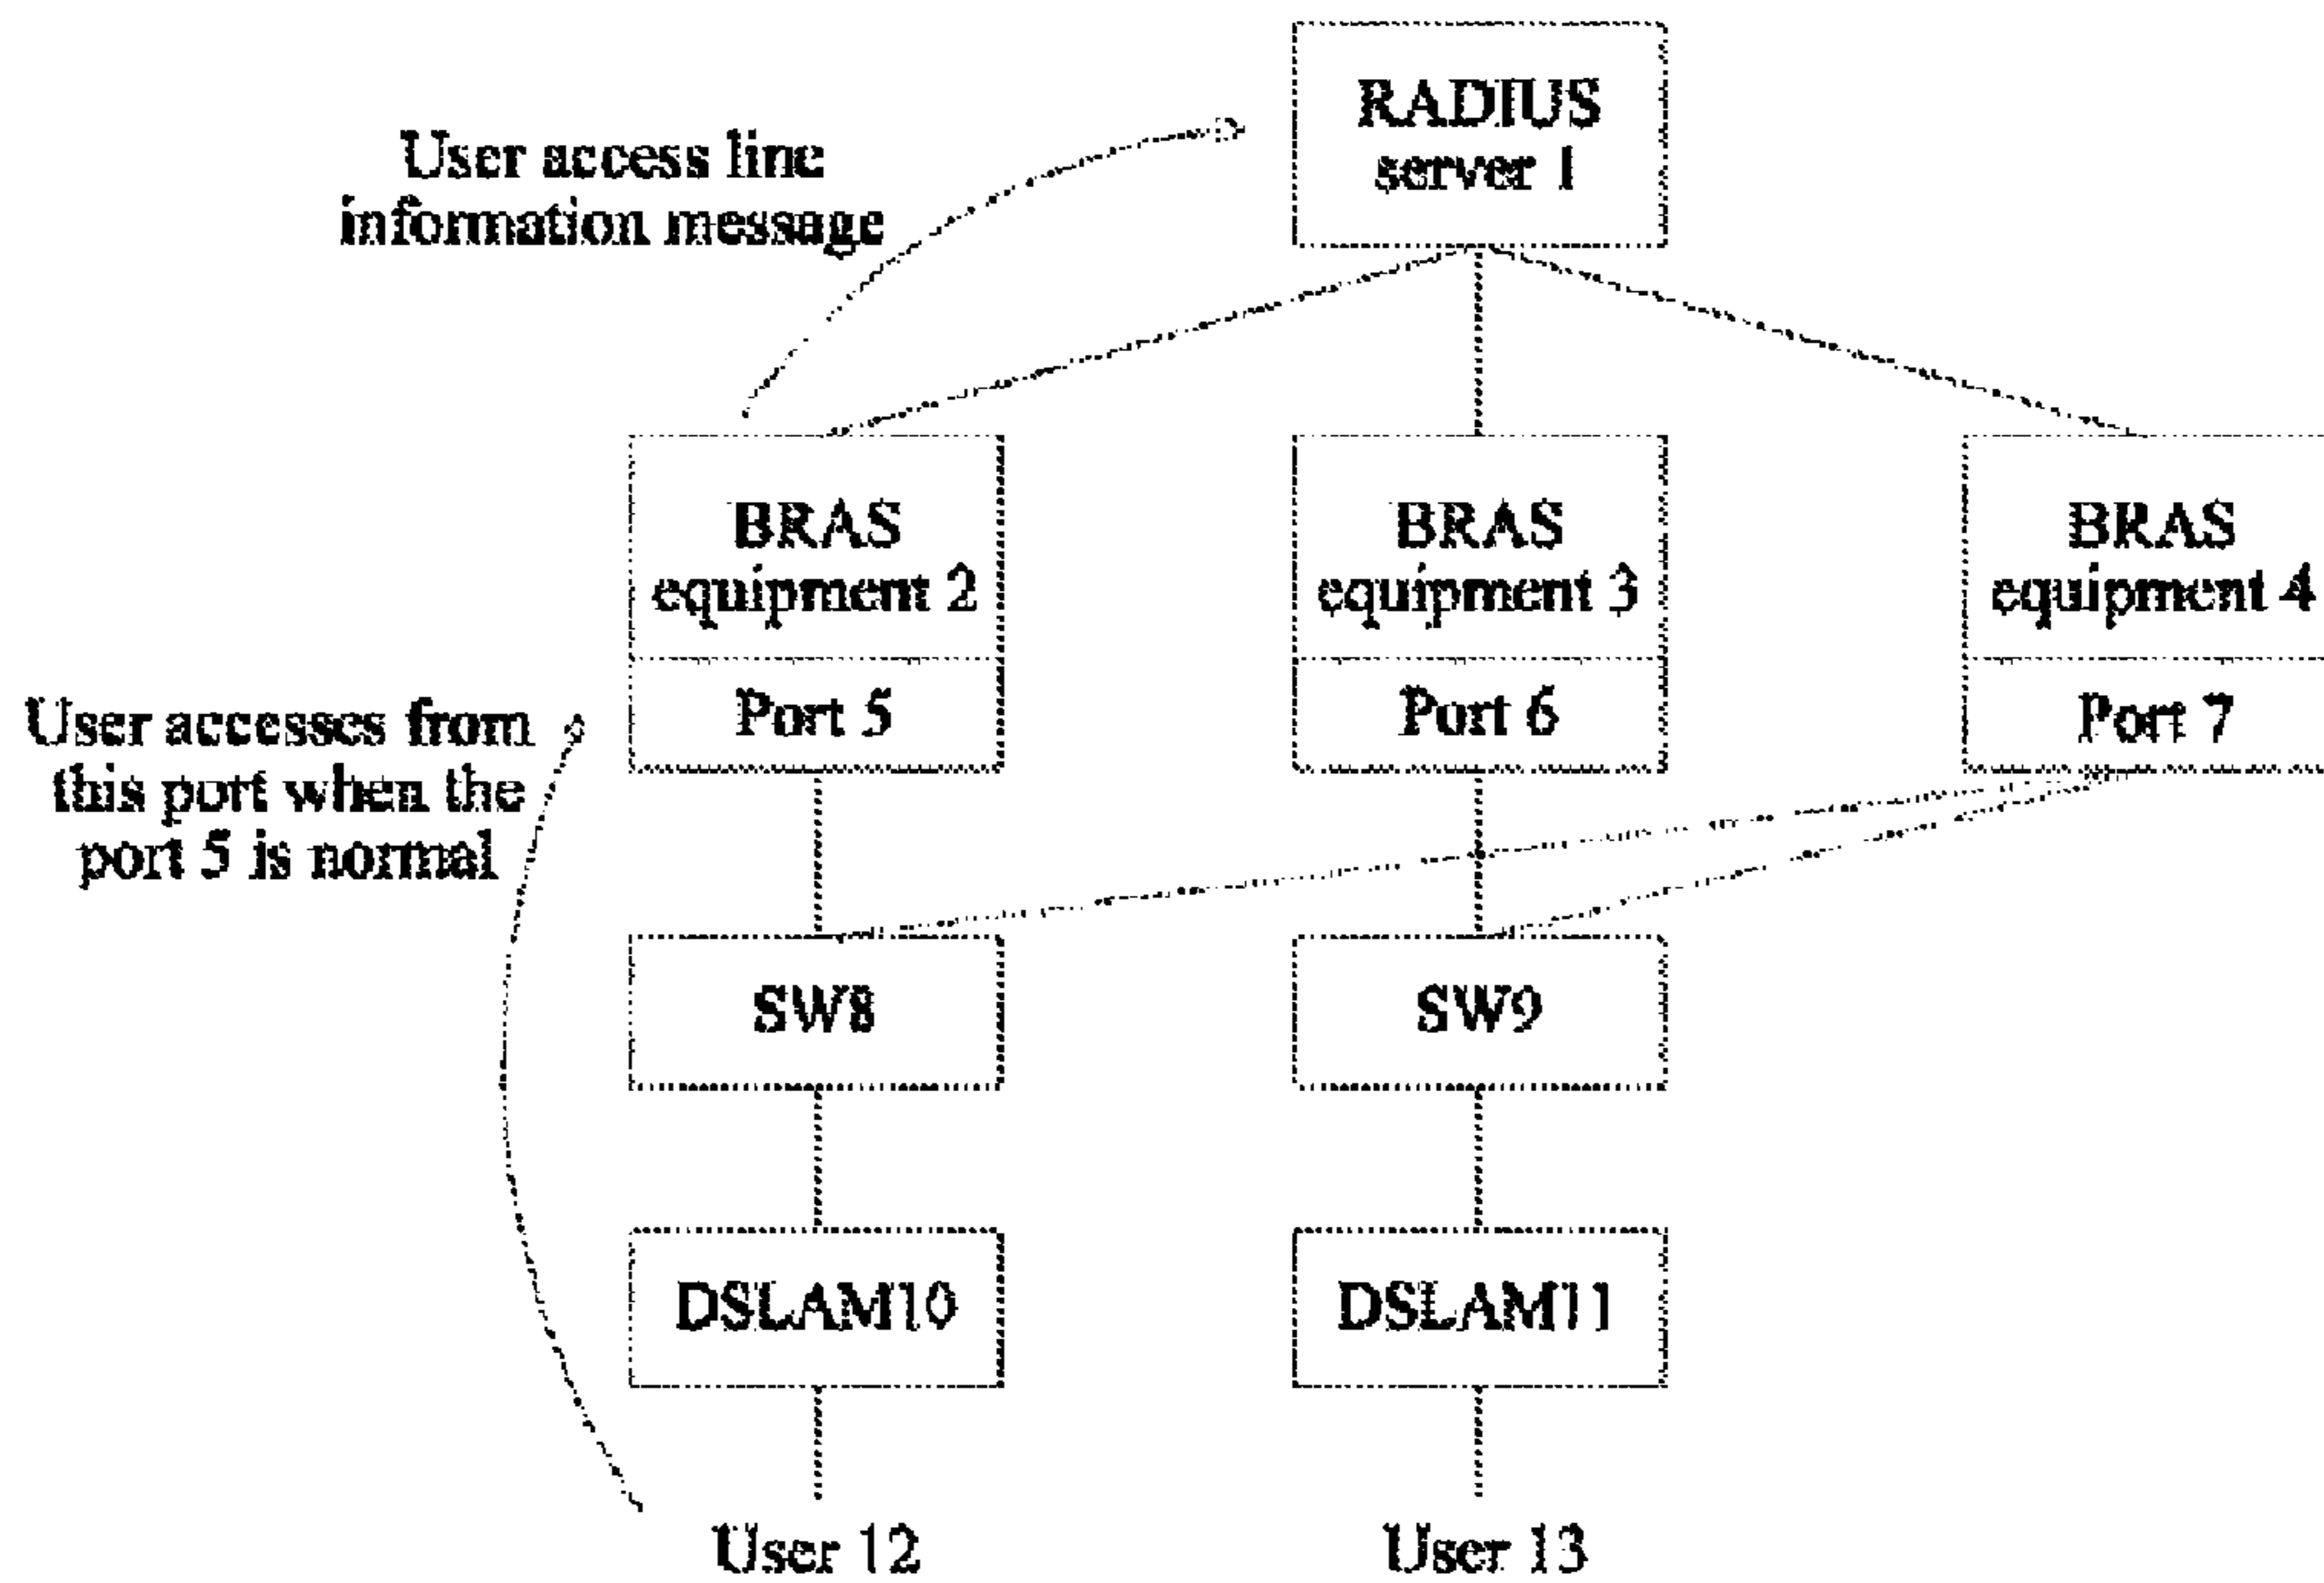 RADIUS
server 1
User access line
information message
BRAS
equipment 2
BRAS
equipment 3
BRAS
equipment 4
Port 5
Port 6
Port 7
User accesses from
this port when the
port 5 is normal
SW8
SW9
DSLAM10
DSLAM11
User 12
User 13